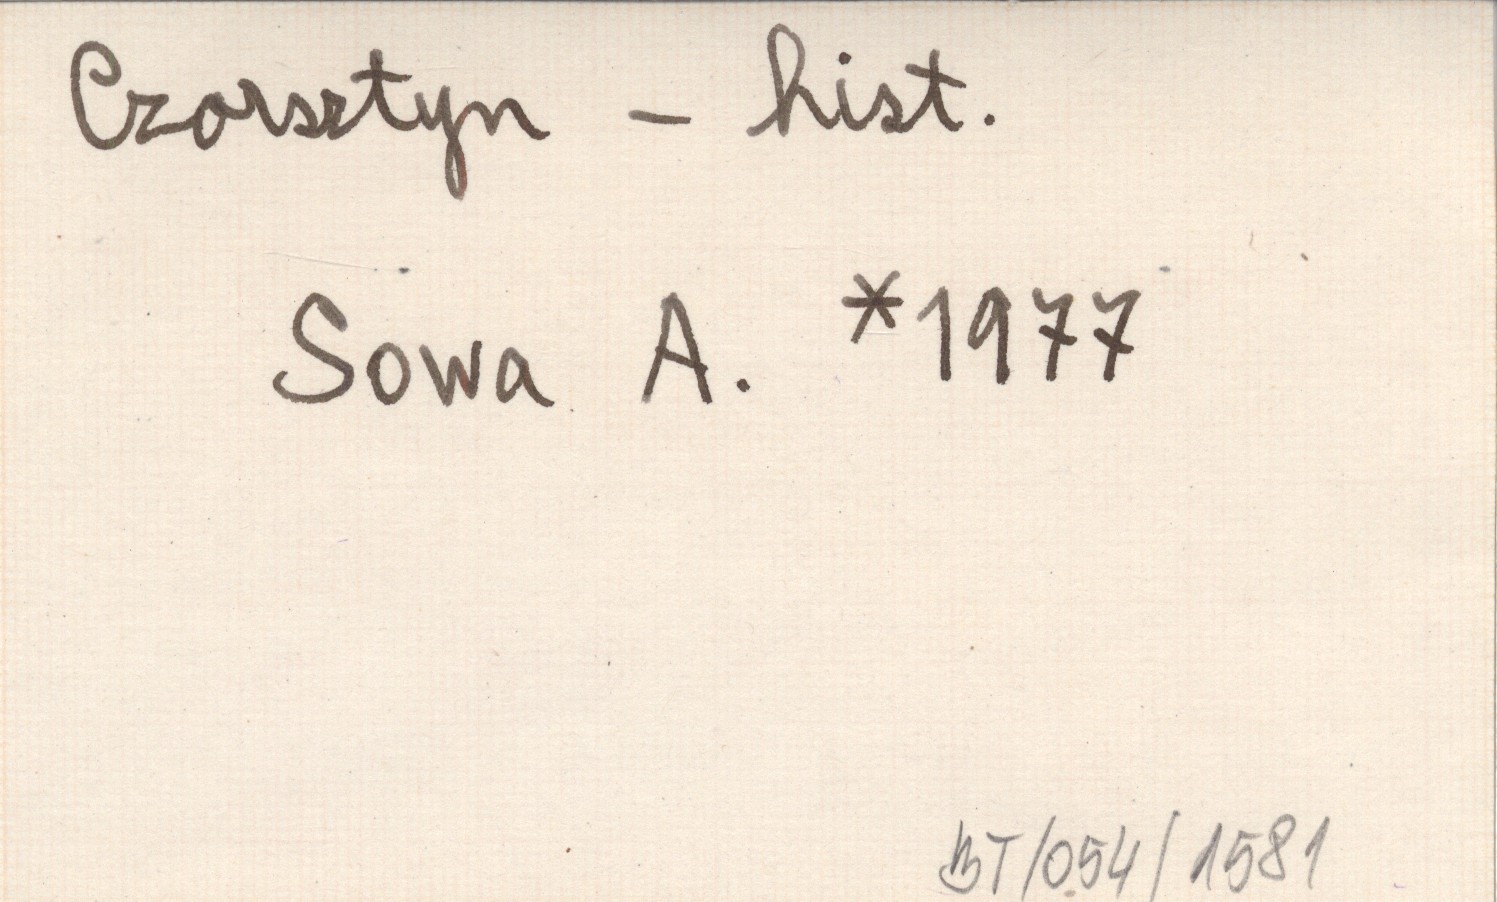 Czorsztyn - hist.
Sowa A. *1977
BT/054/1581